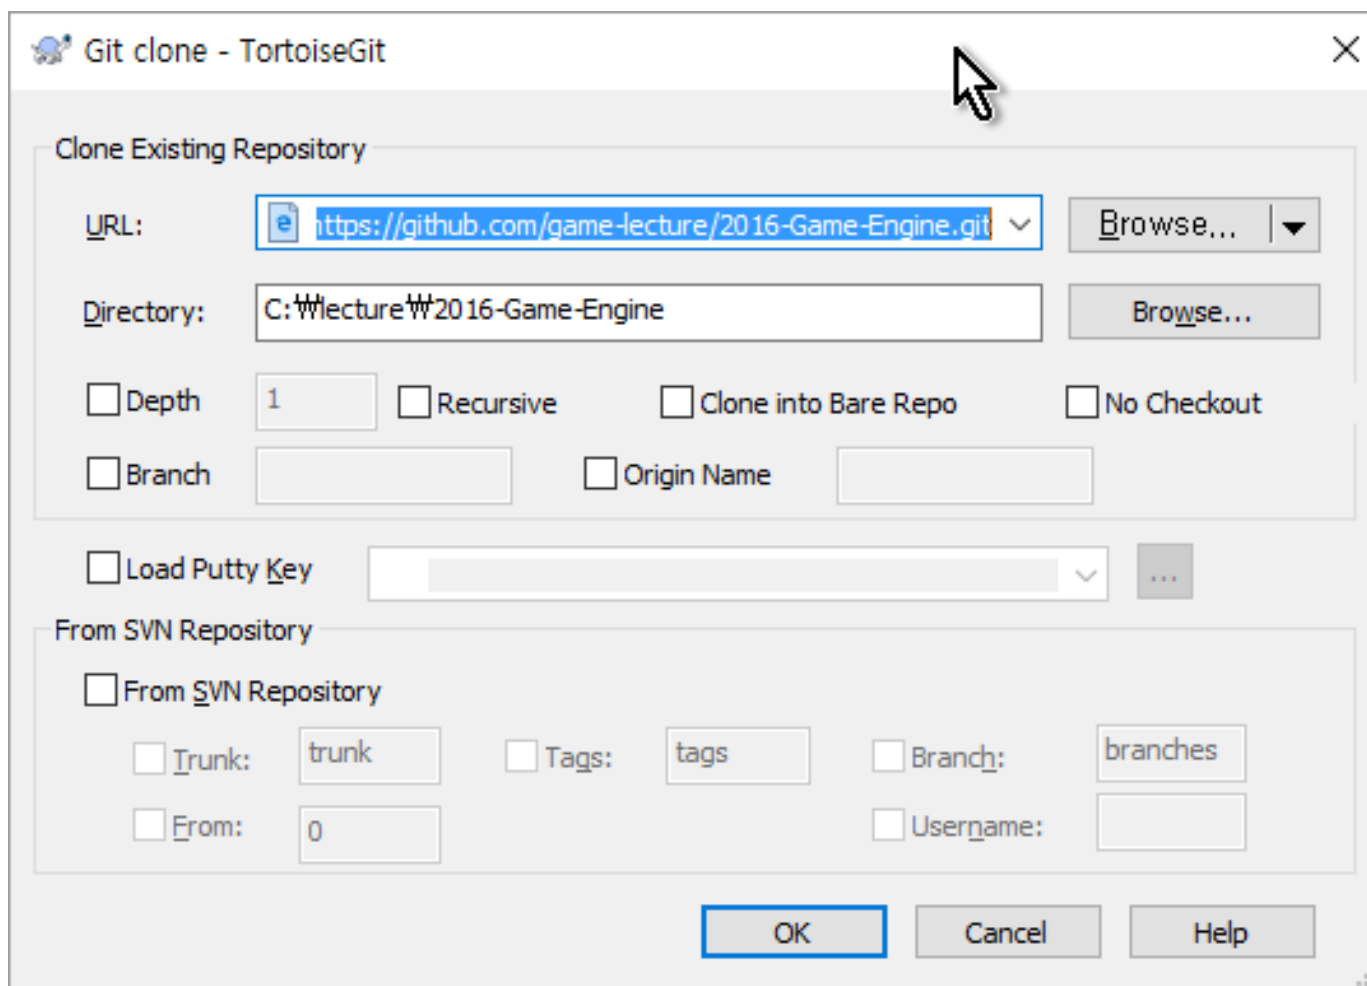 Git clone - TortoiseGit
Clone Existing Repository
URL: https://github.com/game-lecture/2016-Game-Engine.git Browse...
Directory: C:₩lecture₩2016-Game-Engine Browse...
Depth 1 Recursive Clone into Bare Repo No Checkout
Branch Origin Name
Load Putty Key ...
From SVN Repository
From SVN Repository
Trunk: trunk Tags: tags Branch: branches
From: 0 Username:
OK Cancel Help